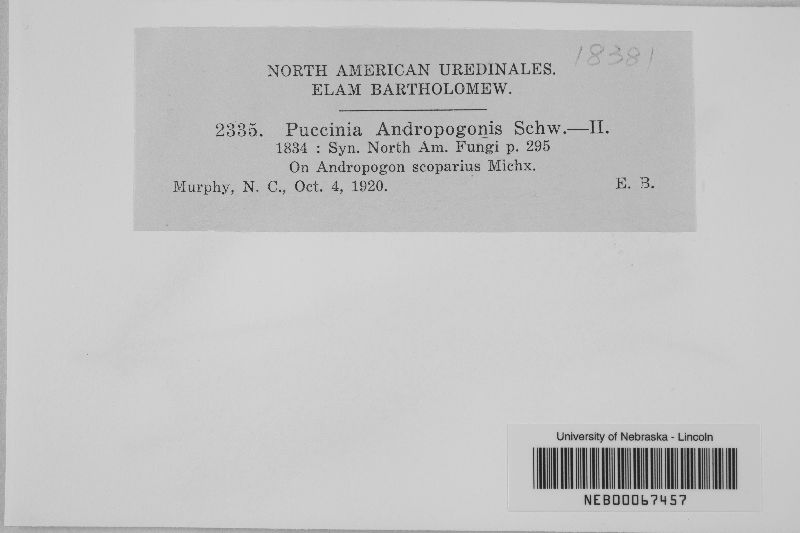 18381
NORTH AMERICAN UREDINALES.
ELAM BARTHOLOMEW.
2335. Puccinia Andropogonis Schw.—II.
1834 : Syn. North Am. Fungi p. 295
On Andropogon scoparius Michx.
Murphy, N. C., Oct. 4, 1920. E. B.
University of Nebraska - Lincoln
NEB00067457